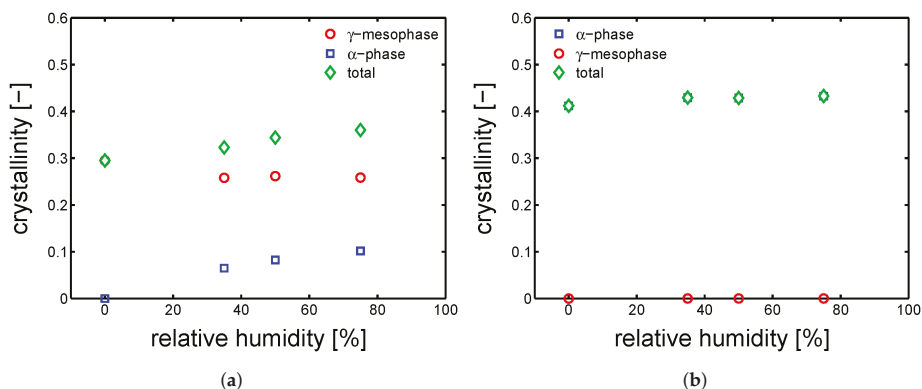 0.6
0.5
0.4
0.3
0.2
0.1
0
0 20 40 60 80 100
crystallinity [−]
relative humidity [%]
γ−mesophase
α−phase
total
(a)
0.6
0.5
0.4
0.3
0.2
0.1
0
0 20 40 60 80 100
crystallinity [−]
relative humidity [%]
α−phase
γ−mesophase
total
(b)